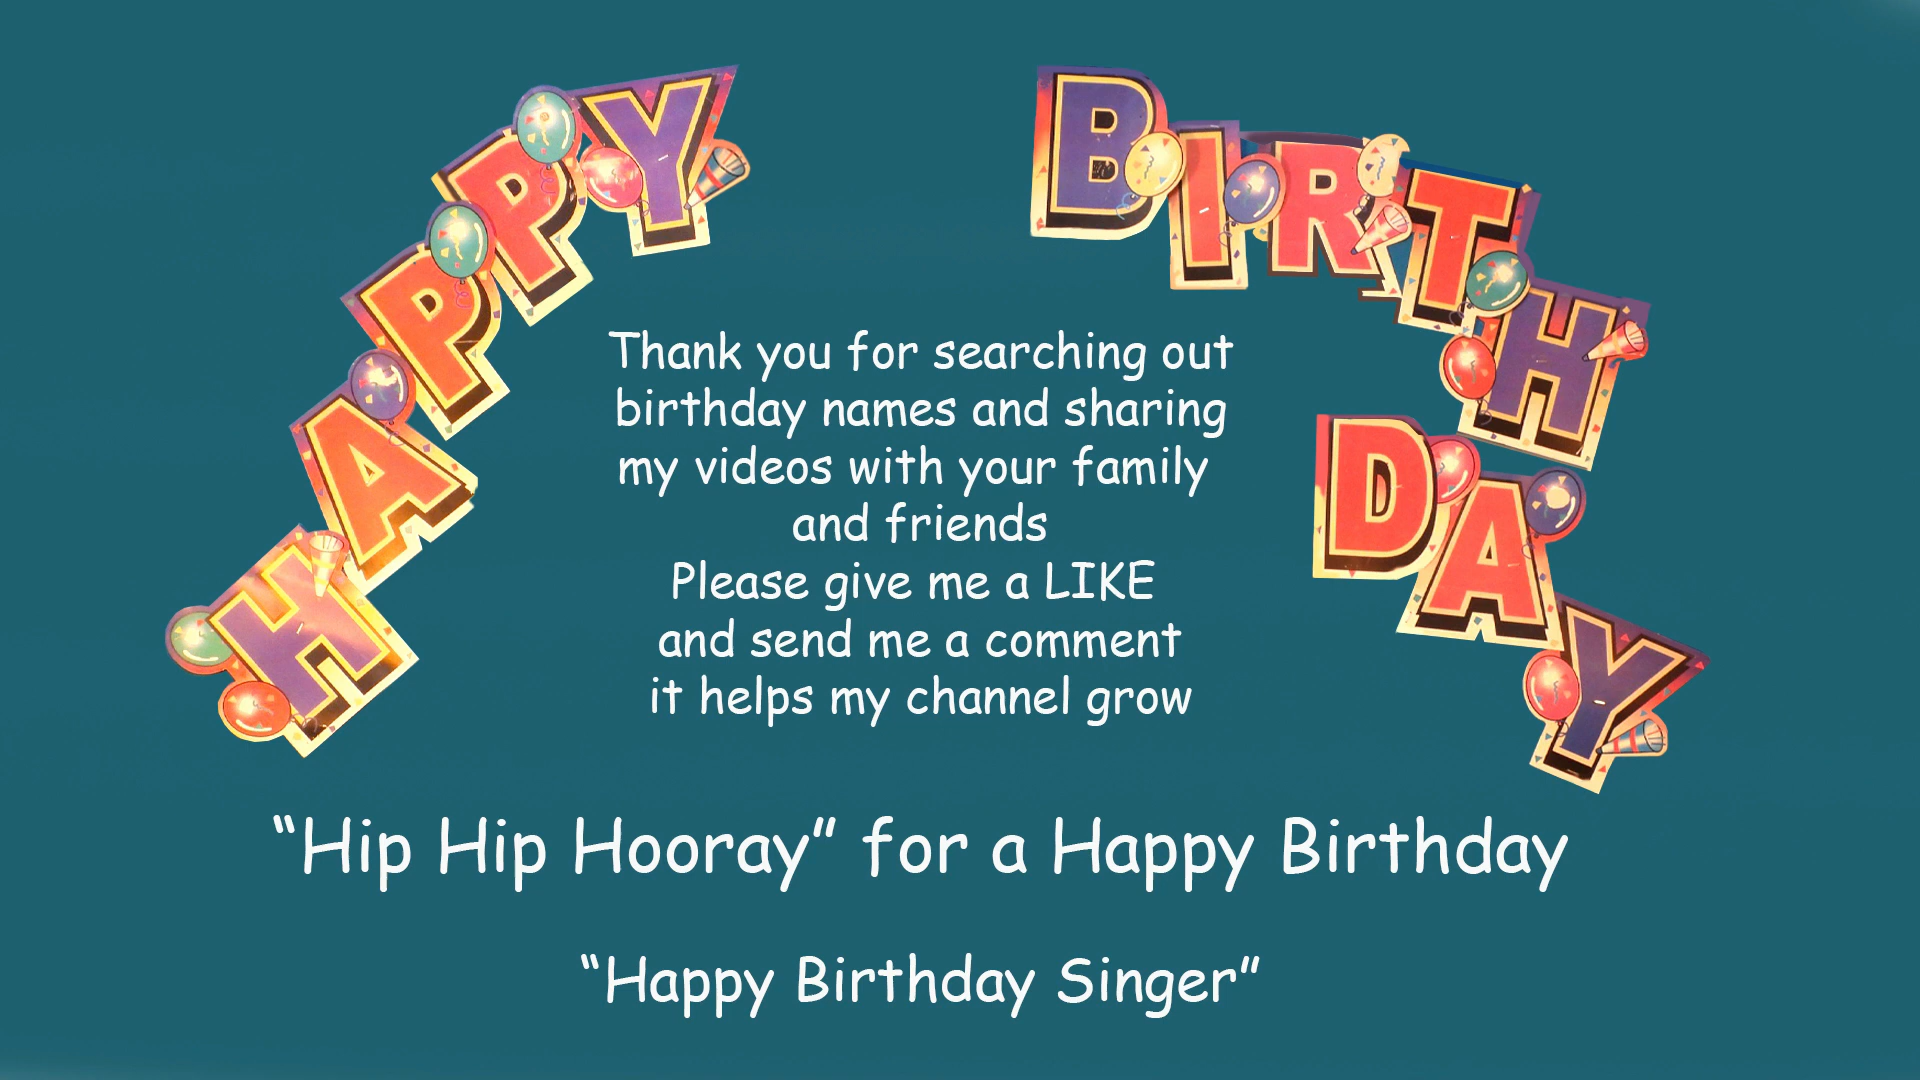 HAPPY
BIRTH
DAY
Thank you for searching out
birthday names and sharing
my videos with your family
and friends
Please give me a LIKE
and send me a comment
it helps my channel grow
“Hip Hip Hooray” for a Happy Birthday
“Happy Birthday Singer”